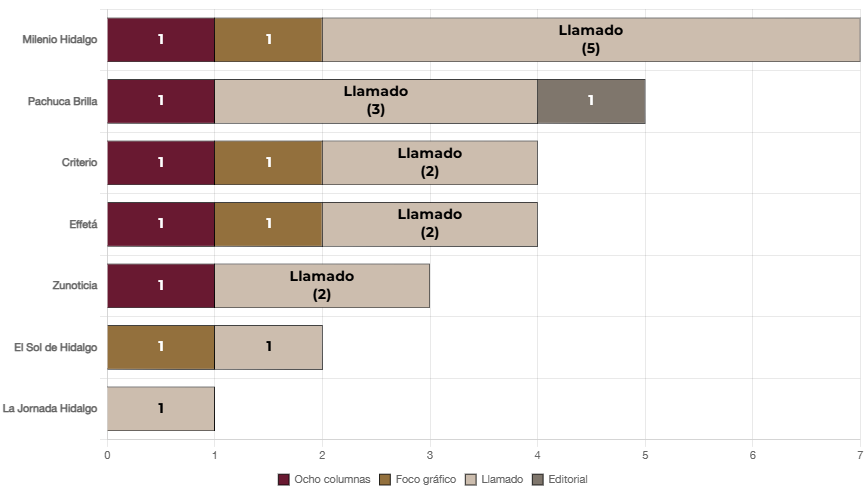 Milenio Hidalgo 1 1 Llamado
(5)
Pachuca Brilla 1 Llamado 1
(3)
Criterio 1 1 Llamado
(2)
Effetá 1 1 Llamado
(2)
Zunoticia 1 Llamado
(2)
El Sol de Hidalgo 1 1
La Jornada Hidalgo 1
0 1 2 3 4 5 6 7
Ocho columnas Foco gráfico Llamado Editorial